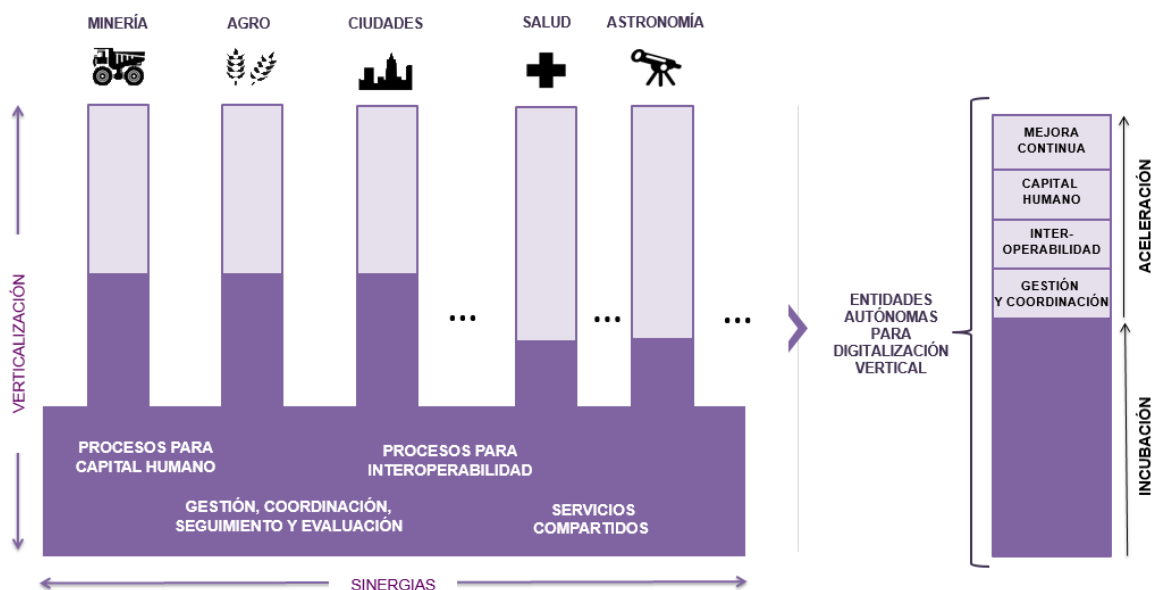 MINERÍA
AGRO
CIUDADES
SALUD
ASTRONOMÍA
VERTICALIZACIÓN
...
...
...
PROCESOS PARA
CAPITAL HUMANO
PROCESOS PARA
INTEROPERABILIDAD
GESTIÓN, COORDINACIÓN,
SEGUIMIENTO Y EVALUACIÓN
SERVICIOS
COMPARTIDOS
SINERGIAS
ENTIDADES
AUTÓNOMAS
PARA
DIGITALIZACIÓN
VERTICAL
MEJORA
CONTINUA
CAPITAL
HUMANO
INTER-
OPERABILIDAD
GESTIÓN
Y COORDINACIÓN
ACELERACIÓN
INCUBACIÓN